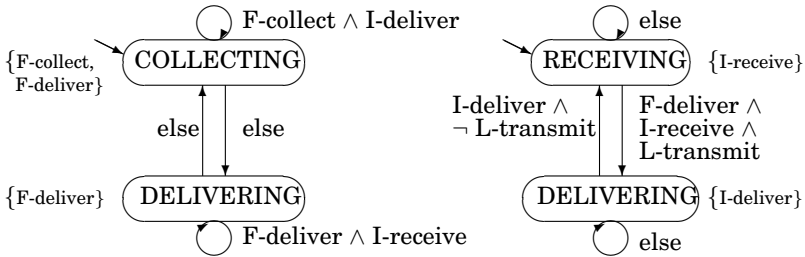 F-collect ∧ I-deliver
{F-collect,
F-deliver}
COLLECTING
else
else
{F-deliver}
DELIVERING
F-deliver ∧ I-receive
else
RECEIVING
{I-receive}
I-deliver ∧
¬ L-transmit
F-deliver ∧
I-receive ∧
L-transmit
DELIVERING
{I-deliver}
else